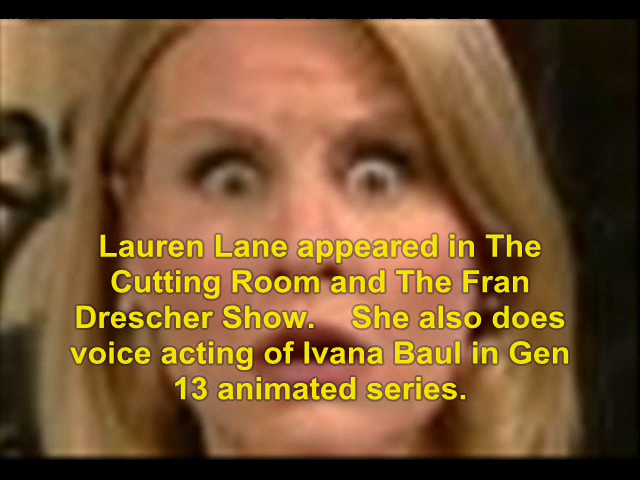 Lauren Lane appeared in The
Cutting Room and The Fran
Drescher Show.    She also does
voice acting of Ivana Baul in Gen
13 animated series.